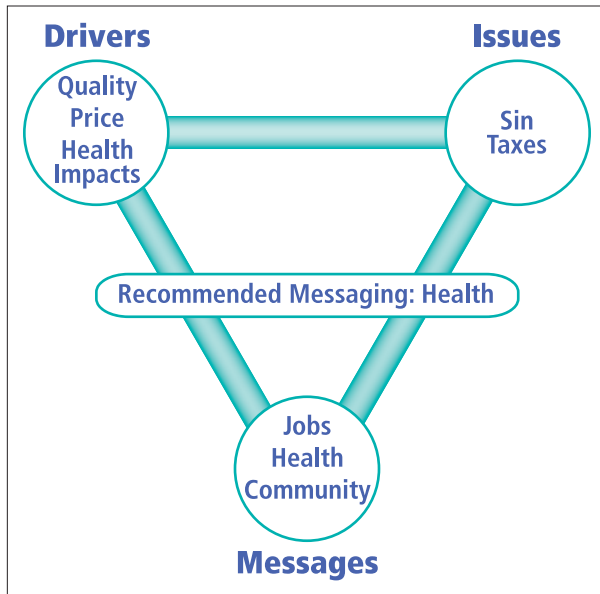 Drivers
Issues
Quality
Price
Health
Impacts
Sin
Taxes
Recommended Messaging: Health
Jobs
Health
Community
Messages